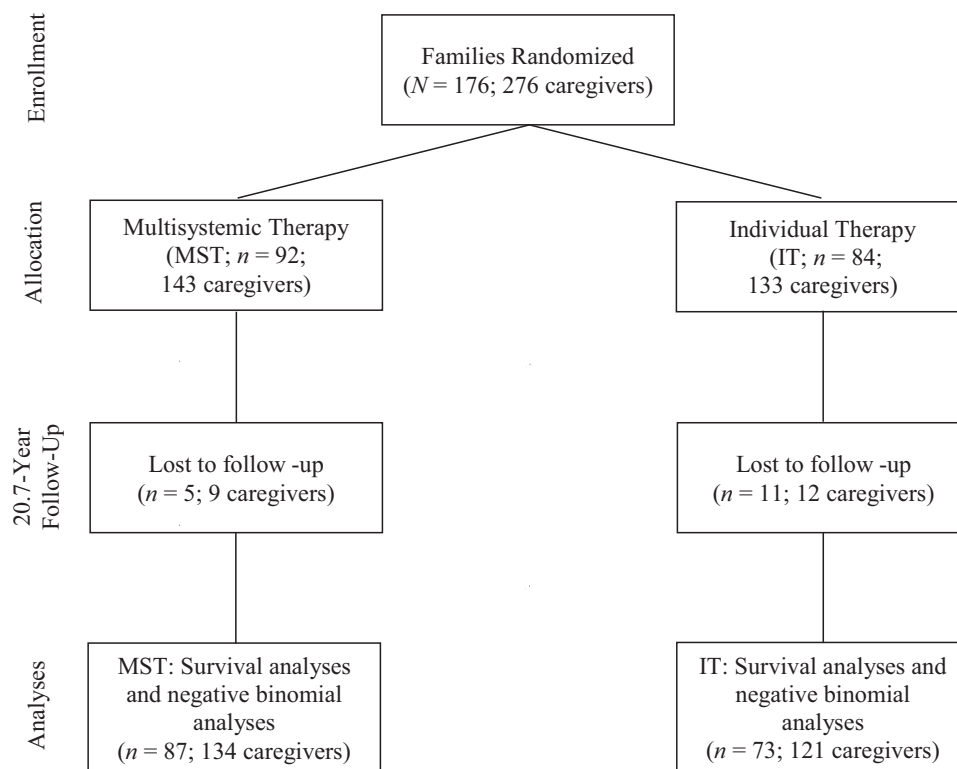 Enrollment
Families Randomized
(N = 176; 276 caregivers)
Allocation
Multisystemic Therapy
(MST; n = 92;
143 caregivers)
Individual Therapy
(IT; n = 84;
133 caregivers)
20.7-Year
Follow-Up
Lost to follow -up
(n = 5; 9 caregivers)
Lost to follow -up
(n = 11; 12 caregivers)
Analyses
MST: Survival analyses
and negative binomial
analyses
(n = 87; 134 caregivers)
IT: Survival analyses and
negative binomial
analyses
(n = 73; 121 caregivers)